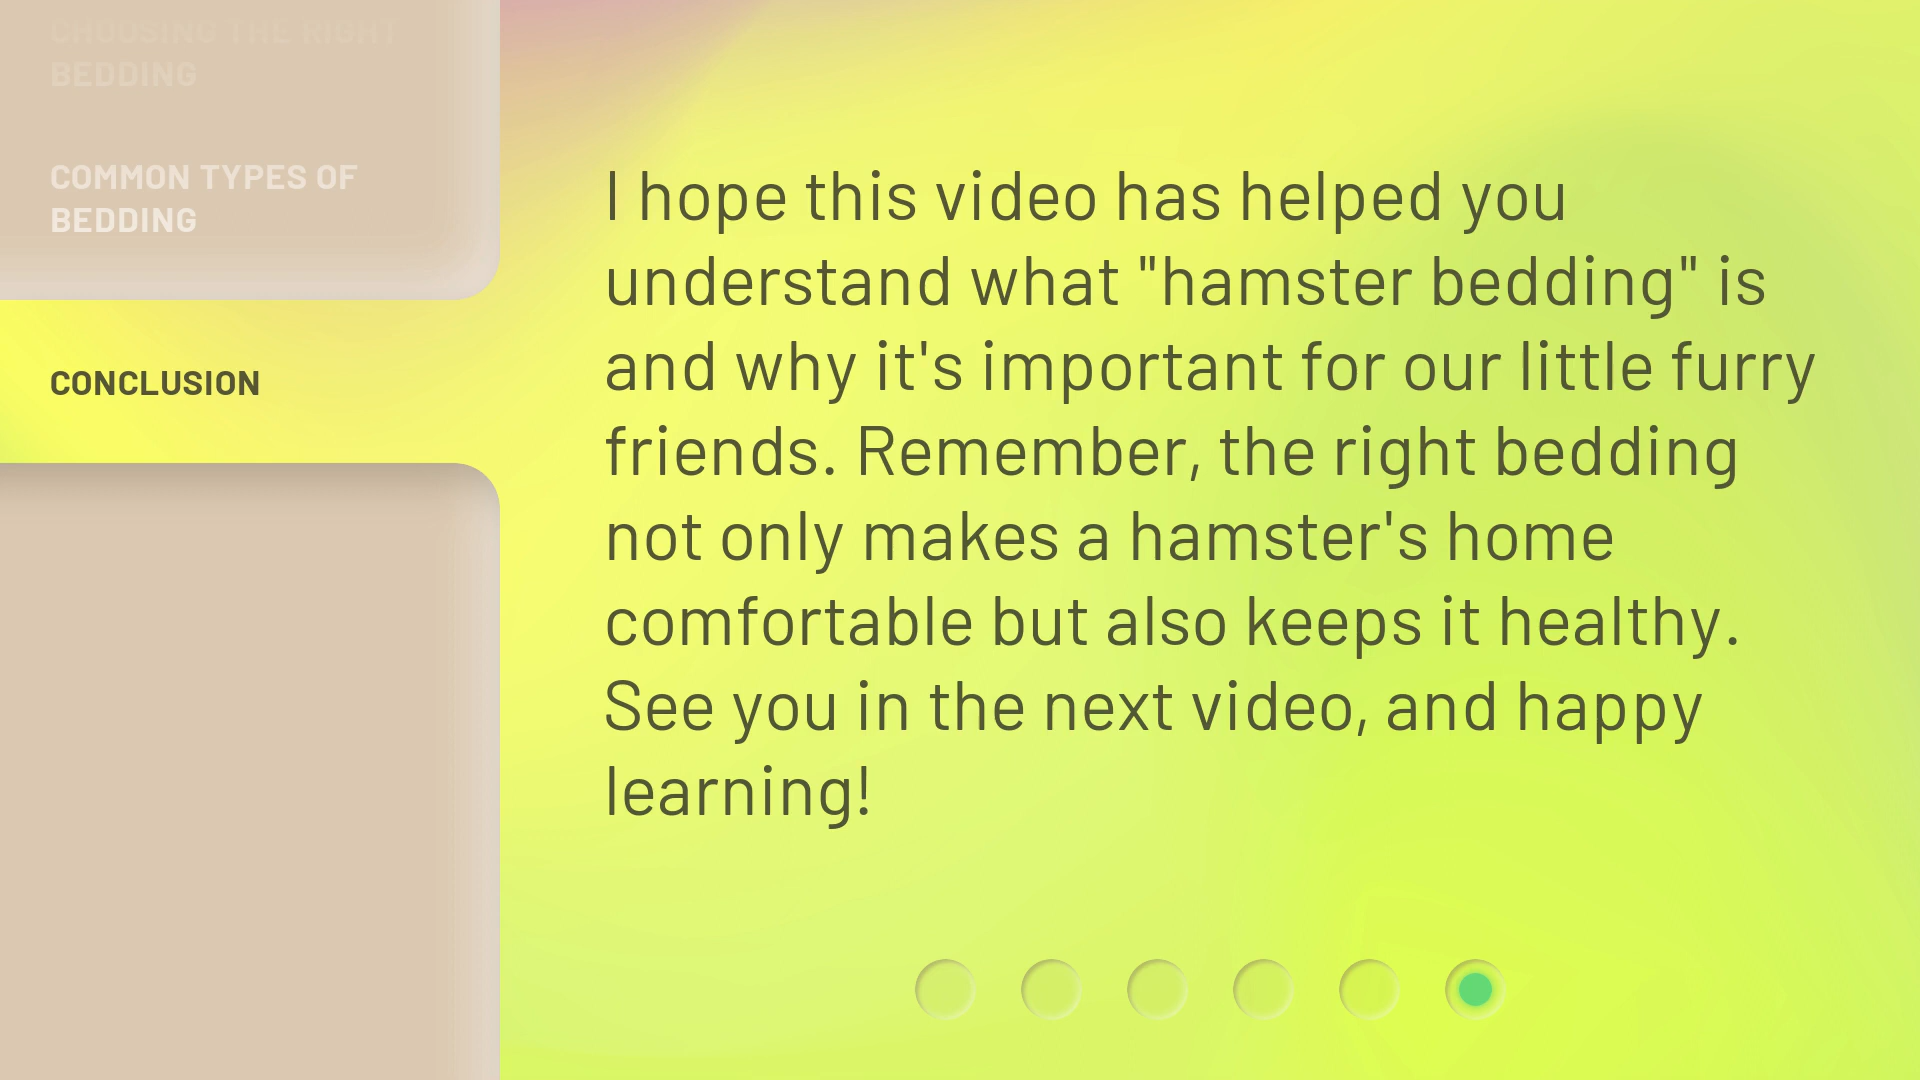 CHOOSING THE RIGHT
BEDDING
COMMON TYPES OF
BEDDING
CONCLUSION
I hope this video has helped you
understand what "hamster bedding" is
and why it's important for our little furry
friends. Remember, the right bedding
not only makes a hamster's home
comfortable but also keeps it healthy.
See you in the next video, and happy
learning!